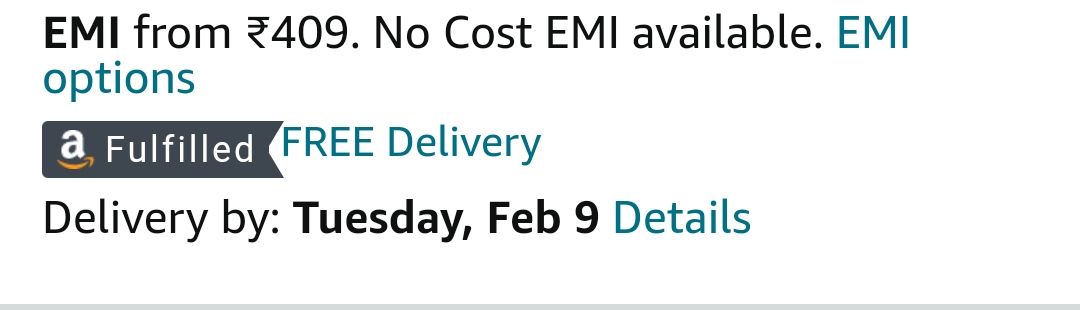 EMI from ₹409. No Cost EMI available. EMI
options
a Fulfilled FREE Delivery
Delivery by: Tuesday, Feb 9 Details